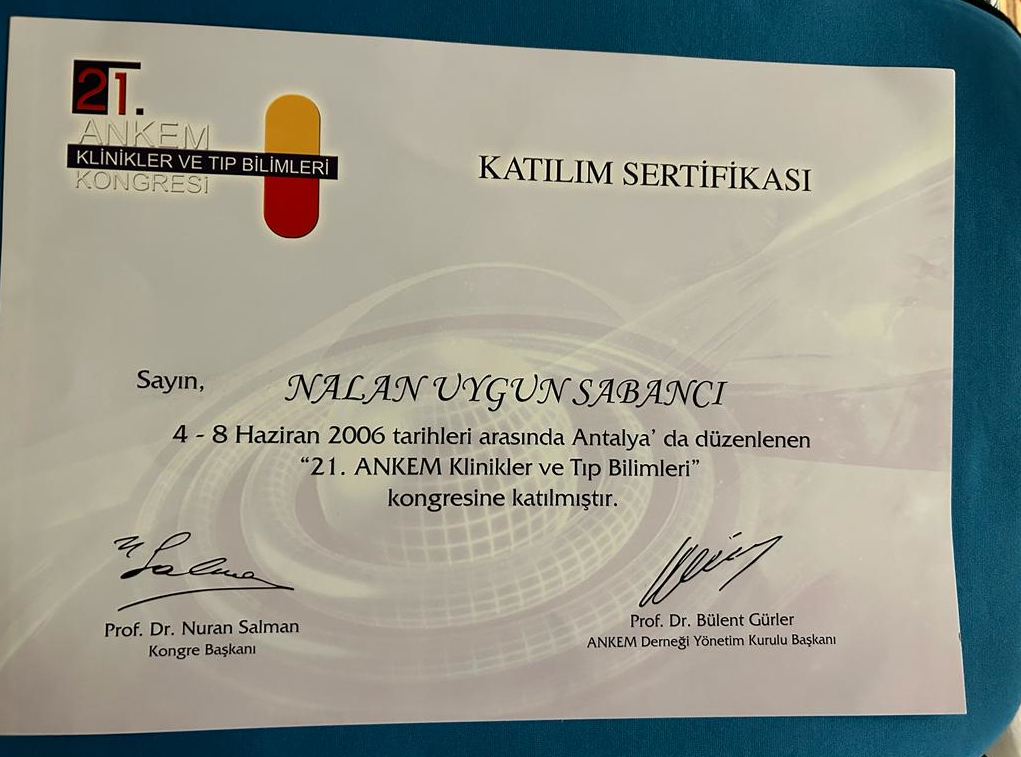 21.
ANKEM
KLİNİKLER VE TIP BİLİMLERİ
KONGRESİ
KATILIM SERTİFİKASI
Sayın, NALAN UYGUN SABANCI
4 - 8 Haziran 2006 tarihleri arasında Antalya' da düzenlenen
“21. ANKEM Klinikler ve Tıp Bilimleri”
kongresine katılmıştır.
N Salman
Prof. Dr. Nuran Salman
Kongre Başkanı
Prof. Dr. Bülent Gürler
ANKEM Derneği Yönetim Kurulu Başkanı